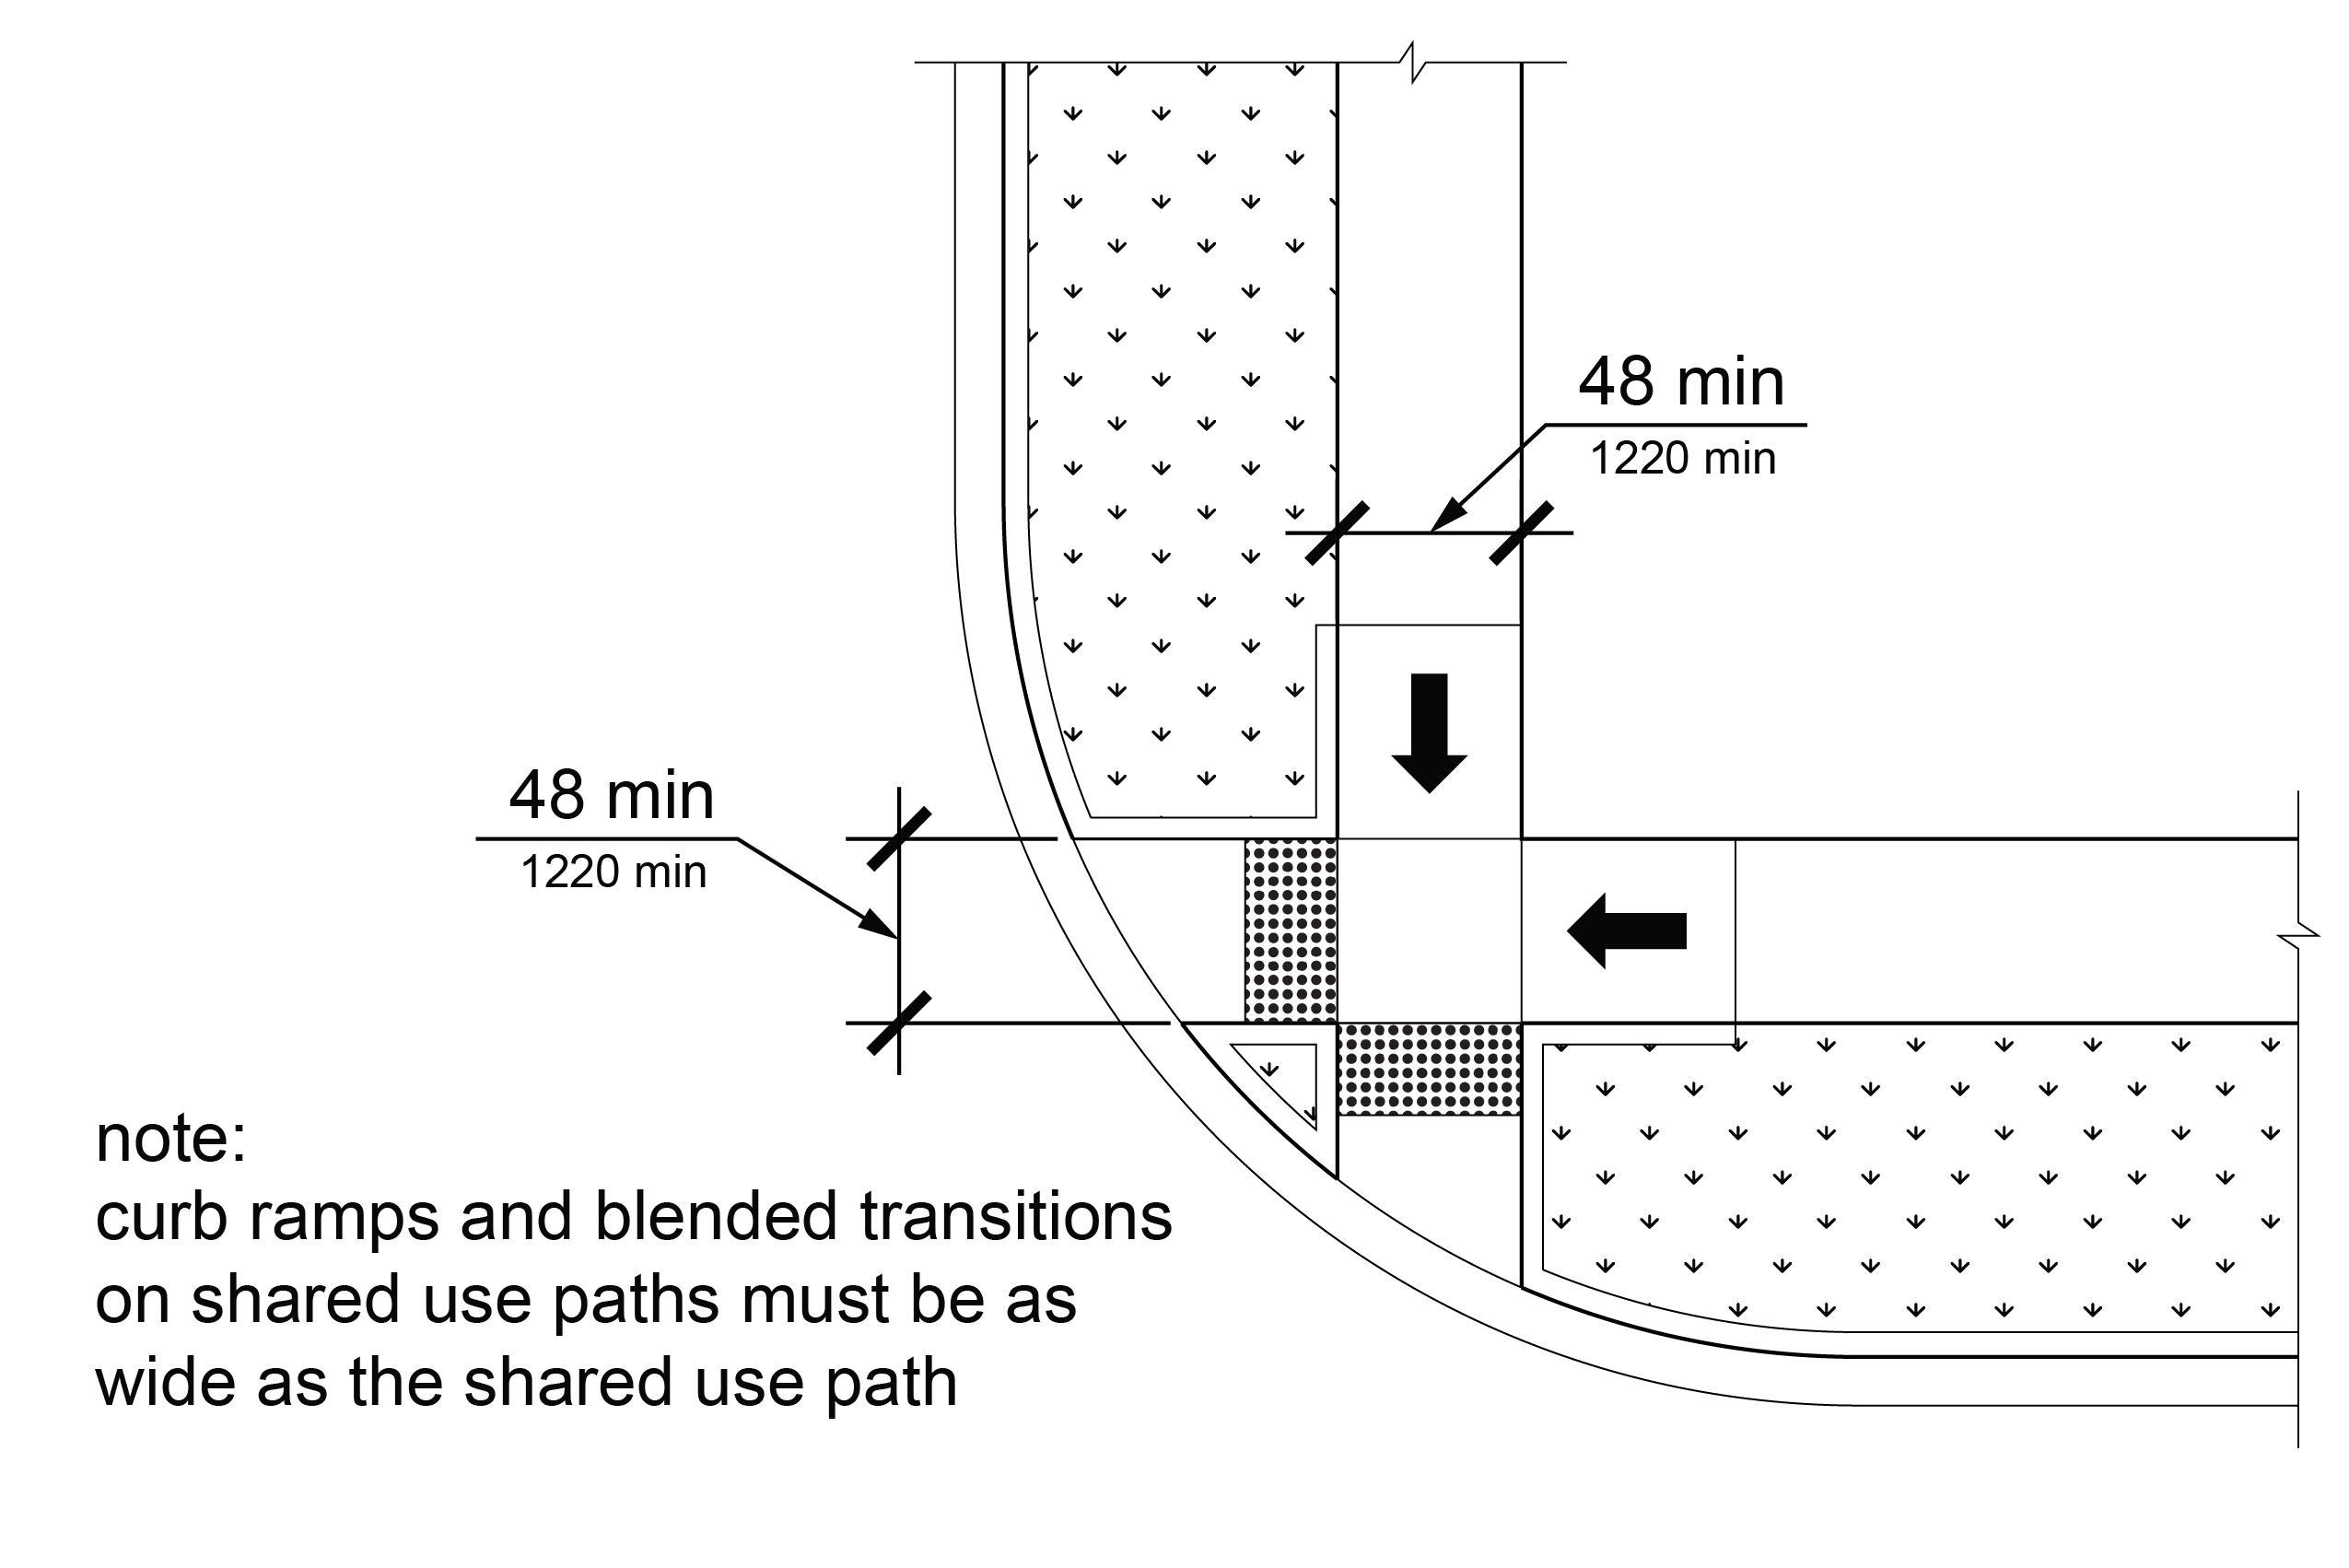 48 min
1220 min
48 min
1220 min
note:
curb ramps and blended transitions
on shared use paths must be as
wide as the shared use path